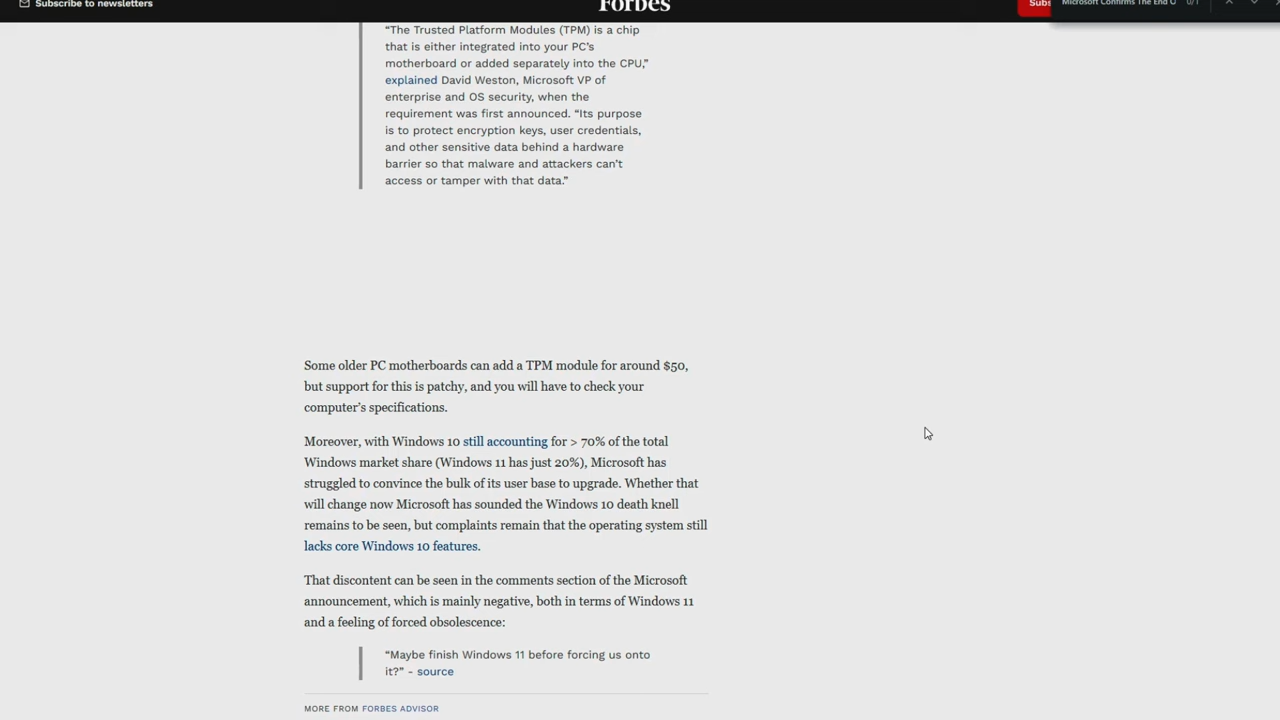 Subscribe to newsletters
Forbes
Subs
Microsoft Confirms The End O
0/1
“The Trusted Platform Modules (TPM) is a chip
that is either integrated into your PC’s
motherboard or added separately into the CPU,”
explained David Weston, Microsoft VP of
enterprise and OS security, when the
requirement was first announced. “Its purpose
is to protect encryption keys, user credentials,
and other sensitive data behind a hardware
barrier so that malware and attackers can’t
access or tamper with that data.”
Some older PC motherboards can add a TPM module for around $50,
but support for this is patchy, and you will have to check your
computer’s specifications.
Moreover, with Windows 10 still accounting for > 70% of the total
Windows market share (Windows 11 has just 20%), Microsoft has
struggled to convince the bulk of its user base to upgrade. Whether that
will change now Microsoft has sounded the Windows 10 death knell
remains to be seen, but complaints remain that the operating system still
lacks core Windows 10 features.
That discontent can be seen in the comments section of the Microsoft
announcement, which is mainly negative, both in terms of Windows 11
and a feeling of forced obsolescence:
“Maybe finish Windows 11 before forcing us onto
it?” - source
MORE FROM FORBES ADVISOR